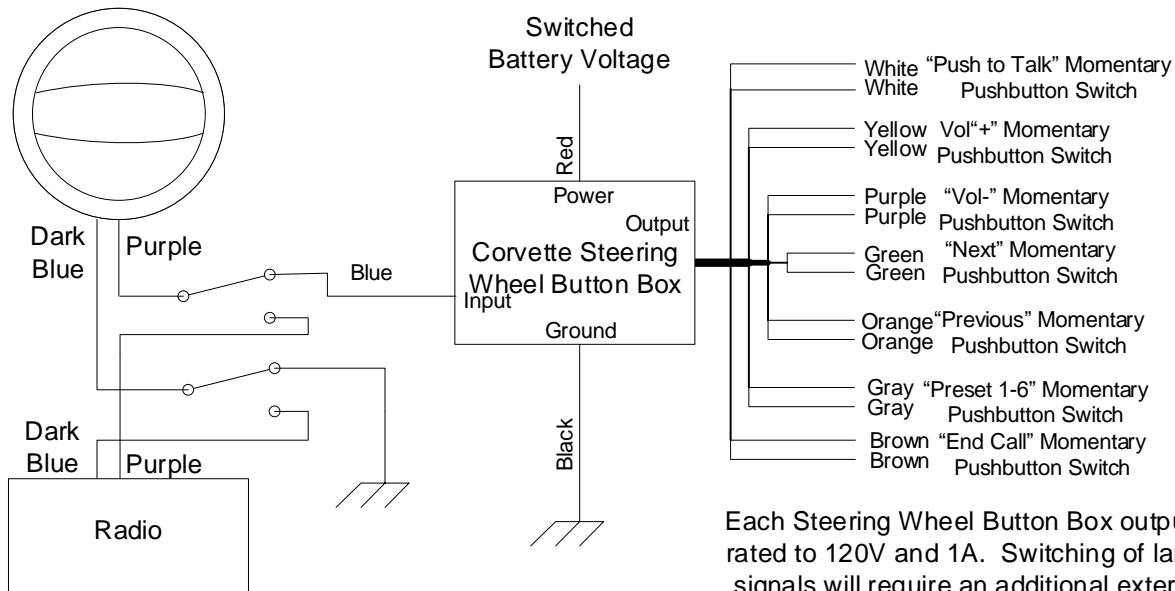 Switched
Battery Voltage
Red
Power
Output
Corvette Steering
Wheel Button Box
Input
Ground
Black
Dark
Blue
Purple
Blue
Dark
Blue
Purple
Radio
White “Push to Talk” Momentary
White Pushbutton Switch
Yellow Vol“+” Momentary
Yellow Pushbutton Switch
Purple “Vol-” Momentary
Purple Pushbutton Switch
Green “Next” Momentary
Green Pushbutton Switch
Orange “Previous” Momentary
Orange Pushbutton Switch
Gray “Preset 1-6” Momentary
Gray Pushbutton Switch
Brown “End Call” Momentary
Brown Pushbutton Switch
Each Steering Wheel Button Box
rated to 120V and 1A. Switching of
signals will require an additional